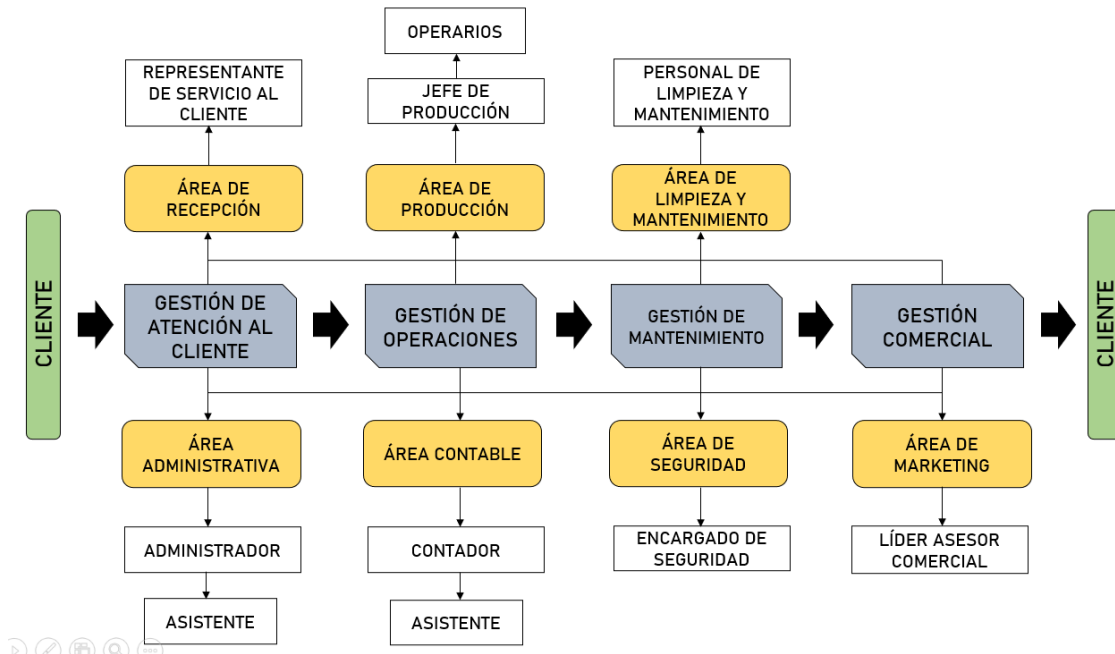 OPERARIOS
REPRESENTANTE
DE SERVICIO AL
CLIENTE
JEFE DE
PRODUCCIÓN
PERSONAL DE
LIMPIEZA Y
MANTENIMIENTO
ÁREA DE
RECEPCIÓN
ÁREA DE
PRODUCCIÓN
ÁREA DE
LIMPIEZA Y
MANTENIMIENTO
CLIENTE
GESTIÓN DE
ATENCIÓN AL
CLIENTE
GESTIÓN DE
OPERACIONES
GESTIÓN DE
MANTENIMIENTO
GESTIÓN
COMERCIAL
CLIENTE
ÁREA
ADMINISTRATIVA
ÁREA CONTABLE
ÁREA DE
SEGURIDAD
ÁREA DE
MARKETING
ADMINISTRADOR
CONTADOR
ENCARGADO DE
SEGURIDAD
LÍDER ASESOR
COMERCIAL
ASISTENTE
ASISTENTE